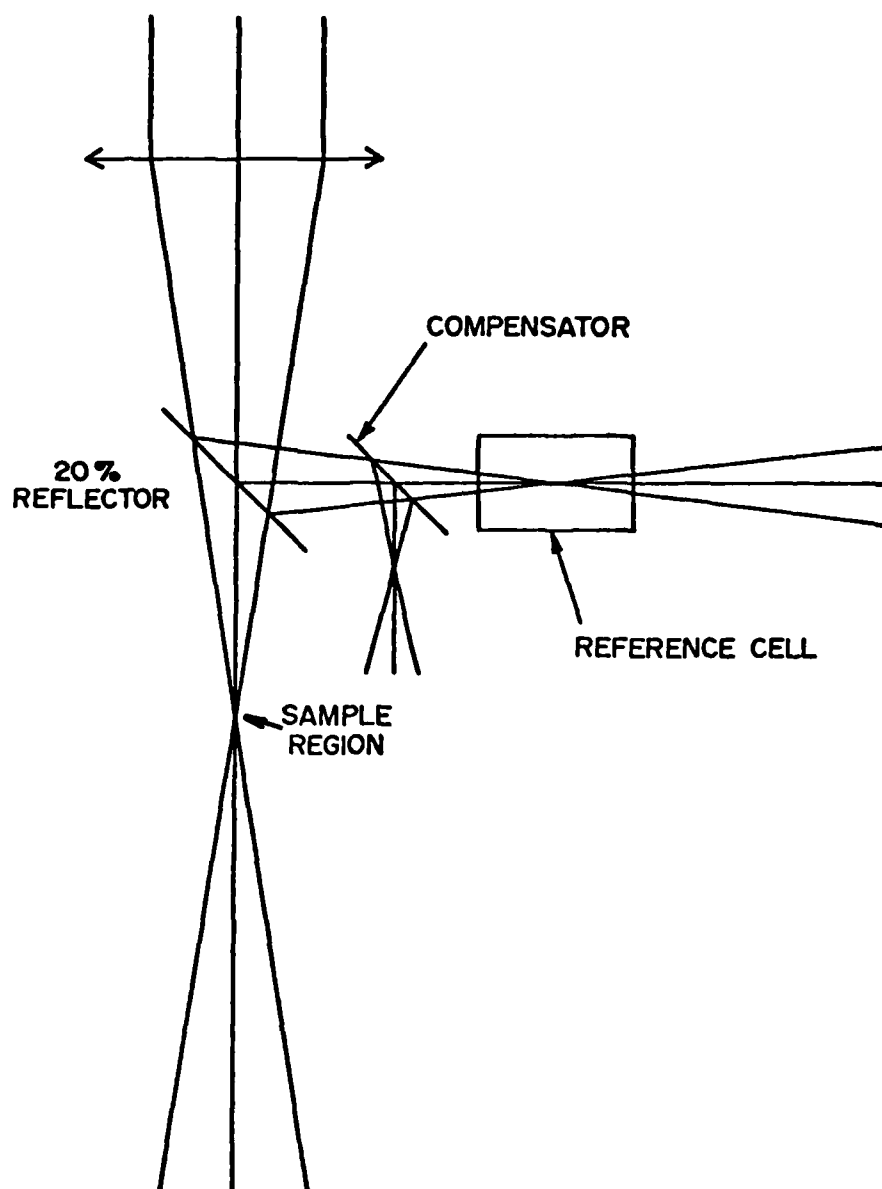 COMPENSATOR
20%
REFLECTOR
REFERENCE CELL
SAMPLE
REGION